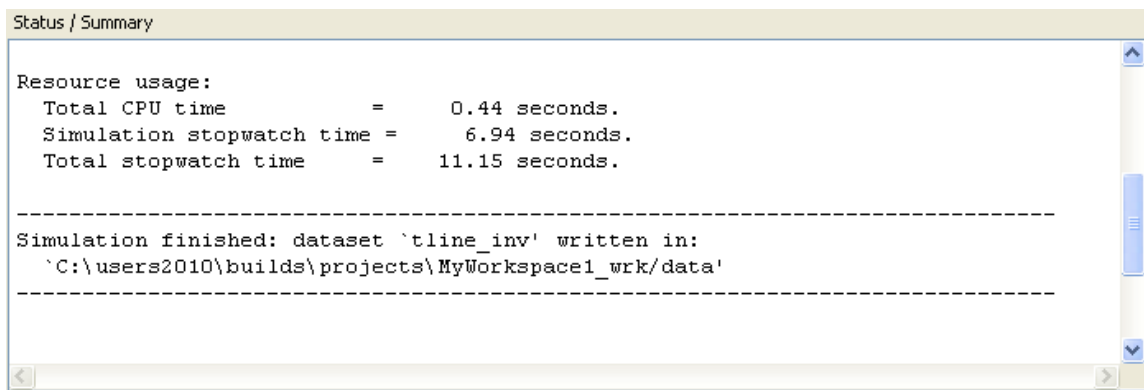 Status / Summary
Resource usage:
Total CPU time = 0.44 seconds.
Simulation stopwatch time = 6.94 seconds.
Total stopwatch time = 11.15 seconds.
-------------------------------------------------------------------------------
Simulation finished: dataset `tline_inv' written in:
`C:\users2010\builds\projects\MyWorkspace1_wrk/data'
-------------------------------------------------------------------------------